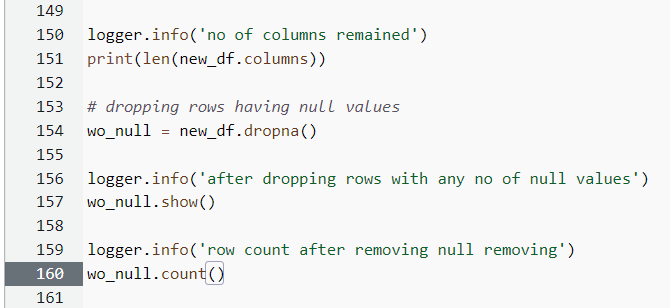 149
150 logger.info('no of columns remained')
151 print(len(new_df.columns))
152
153 # dropping rows having null values
154 wo_null = new_df.dropna()
155
156 logger.info('after dropping rows with any no of null values')
157 wo_null.show()
158
159 logger.info('row count after removing null removing')
160 wo_null.count()
161